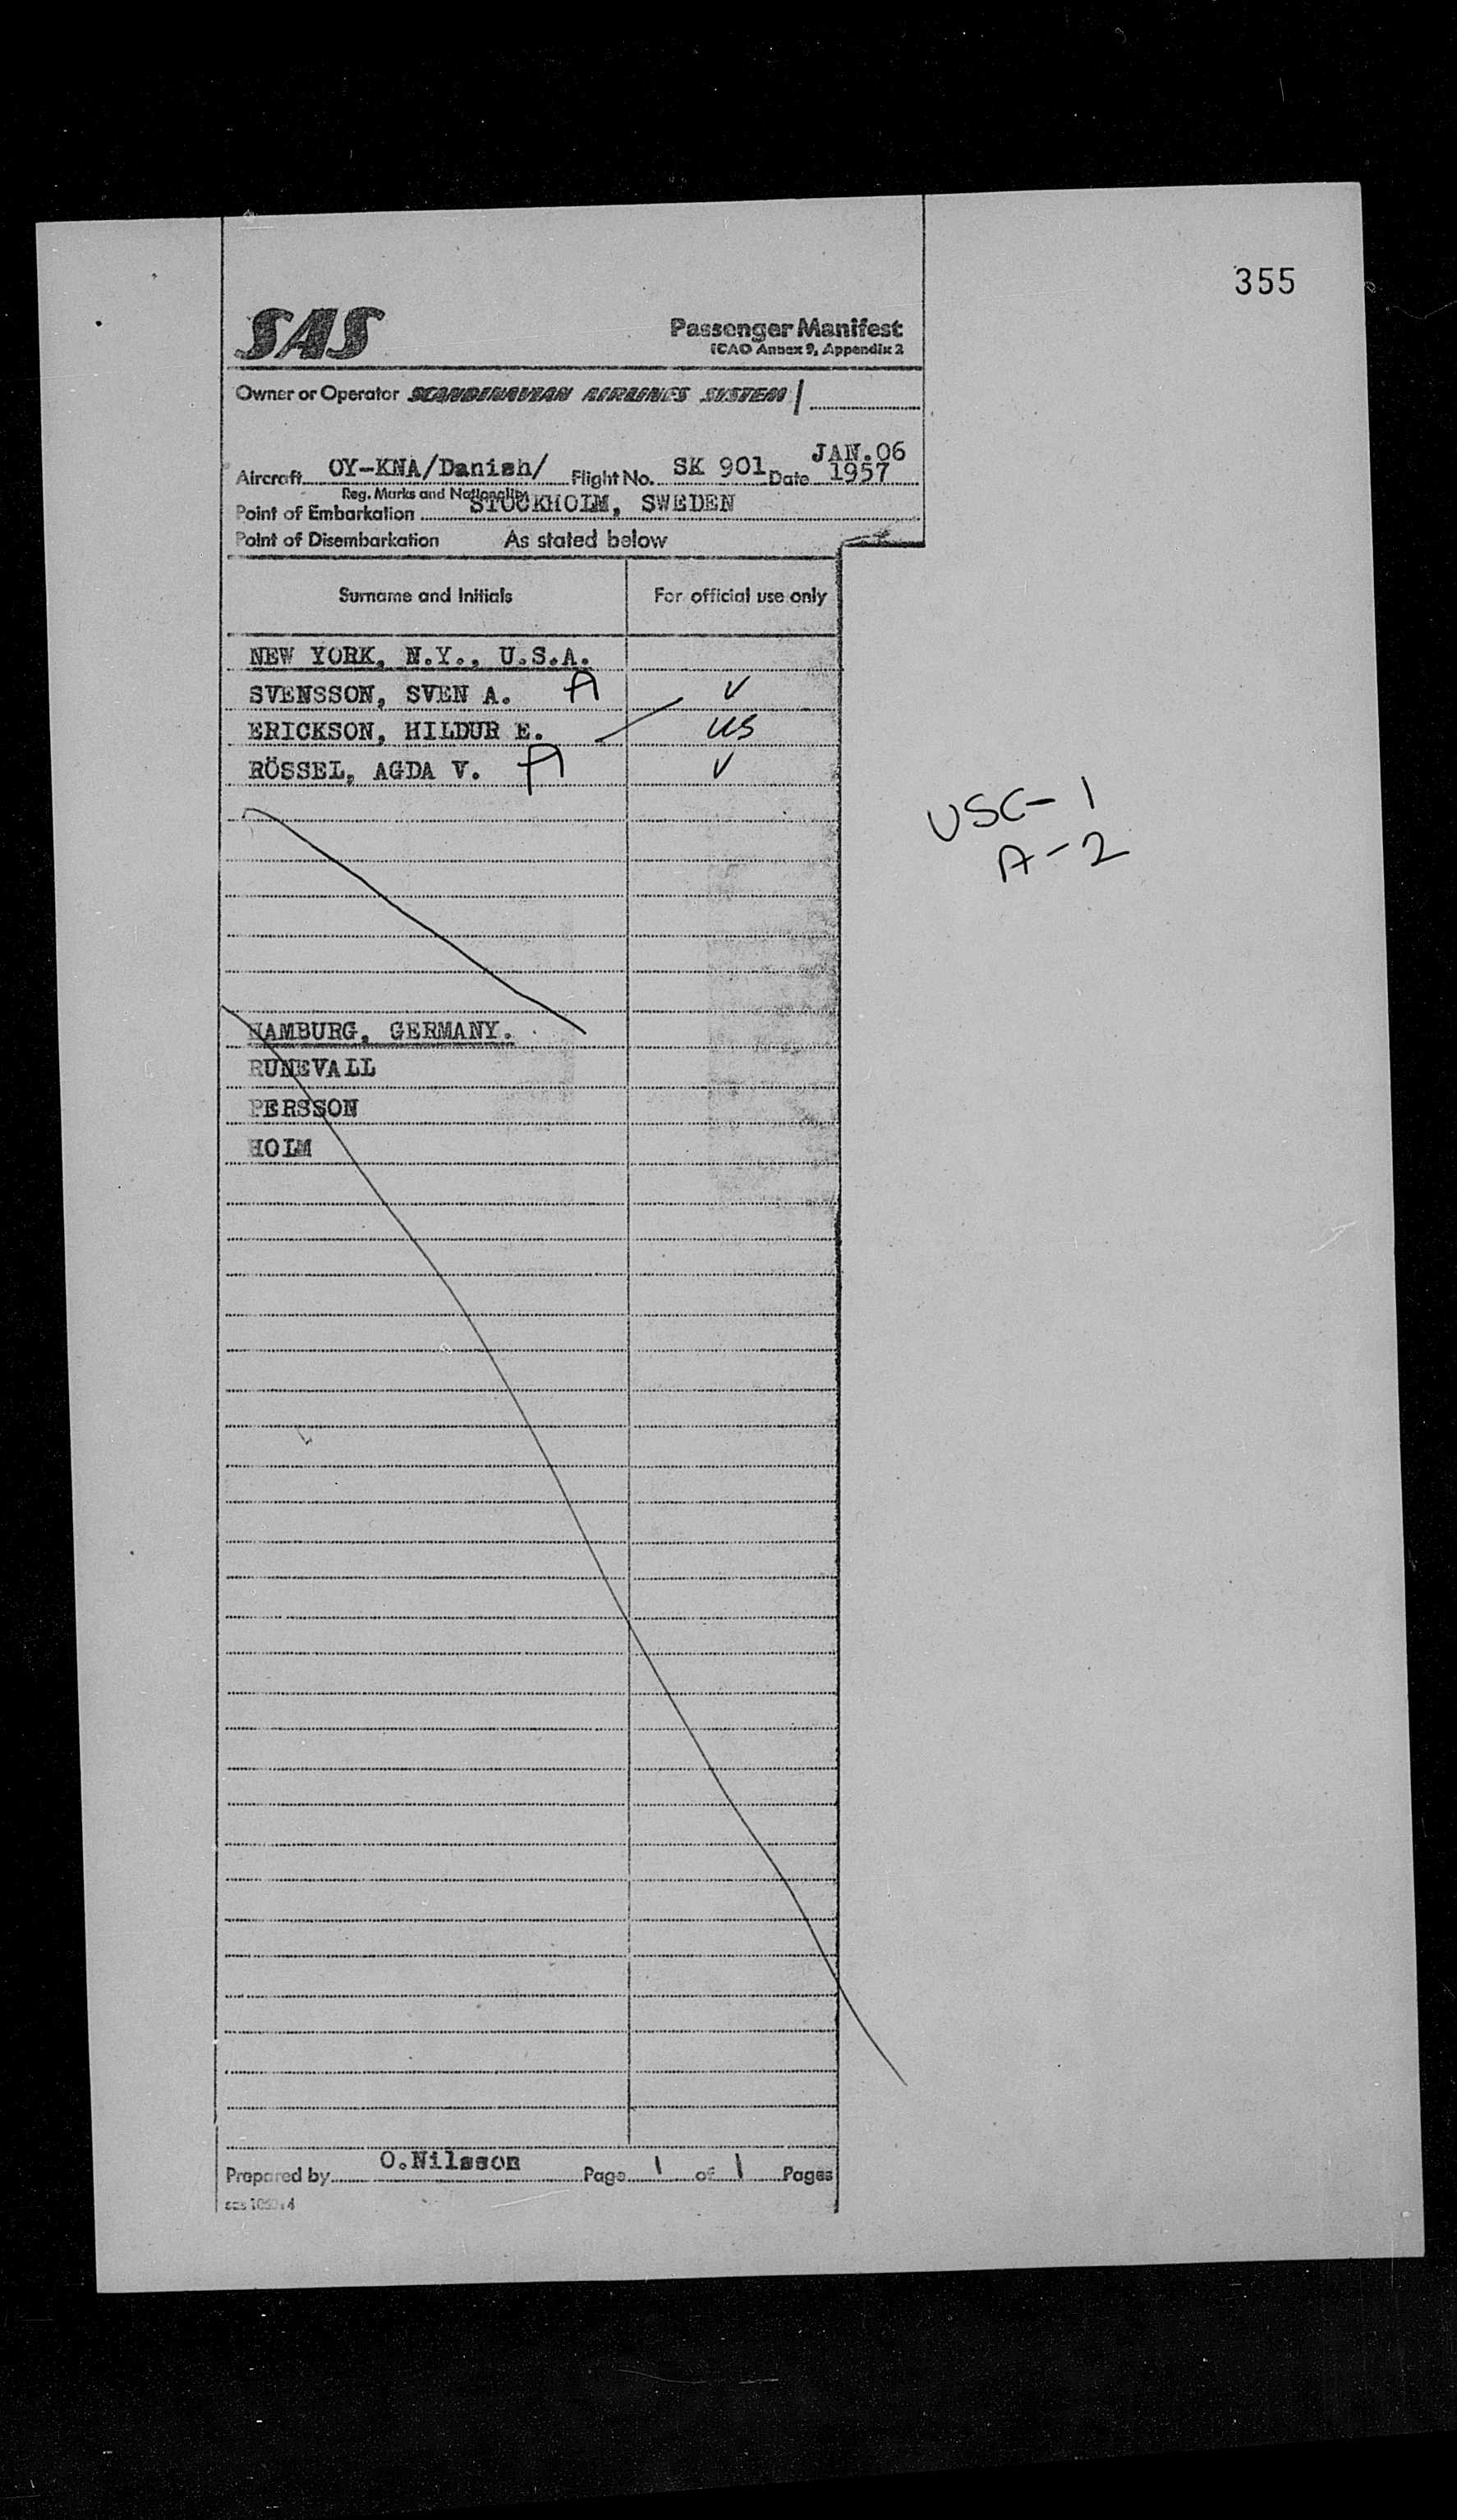 355
SAS
Passenger Manifest
ICAO Annex 9, Appendix 2
Owner or Operator SCANDINAVIAN AIRLINES SYSTEM
Aircraft OY-KNA/Danish/ Flight No. SK 901 Date JAN.06 1957
Reg. Marks and Nationality
Point of Embarkation STOCKHOLM, SWEDEN
Point of Disembarkation As stated below
Surname and Initials For official use only
NEW YORK, N.Y., U.S.A.
SVENSSON, SVEN A. A V
ERICKSON, HILDUR E. US
RÖSSEL, AGDA V. A V
USC-1
A-2
HAMBURG, GERMANY.
RUNEVALL
PERSSON
HOLM
Prepared by O.Nilsson Page 1 of 1 Pages